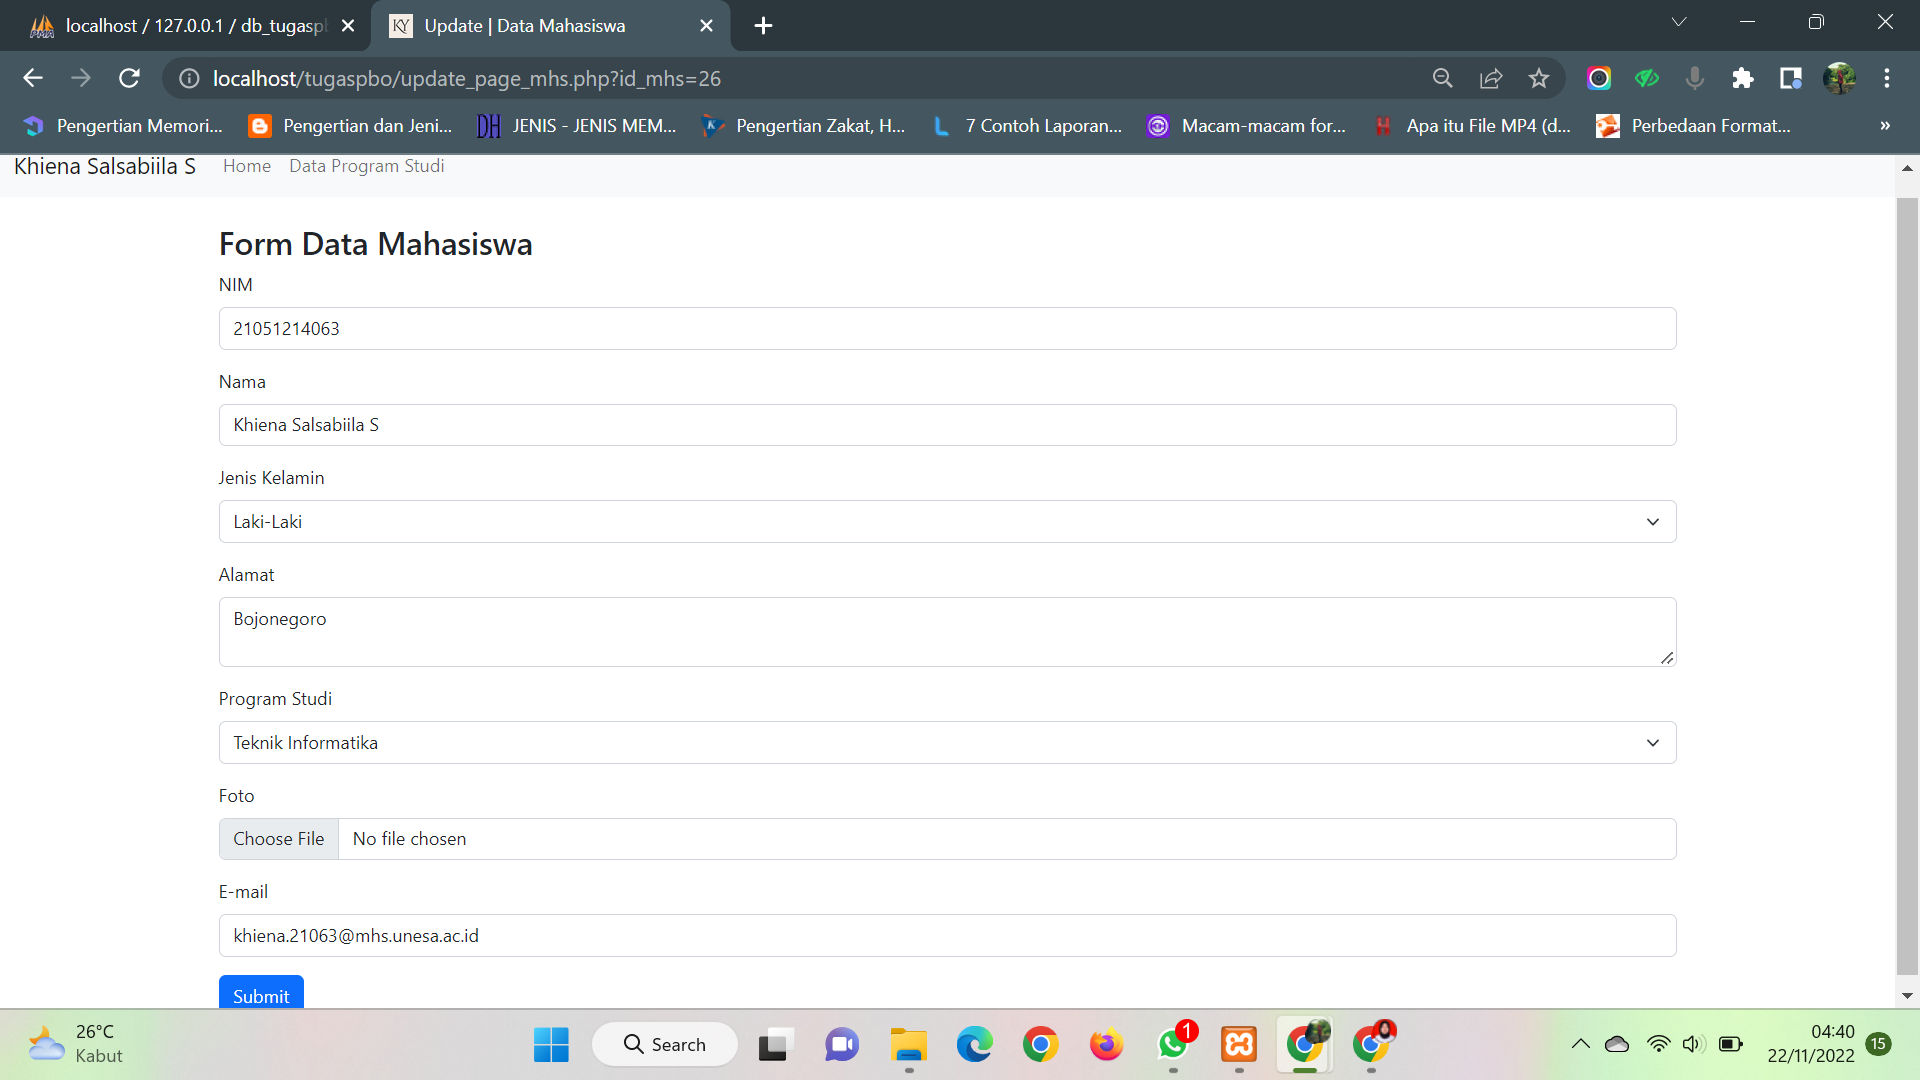 localhost / 127.0.0.1 / db_tugaspb
Update | Data Mahasiswa
localhost/tugaspbo/update_page_mhs.php?id_mhs=26
Pengertian Memori...
Pengertian dan Jeni...
JENIS - JENIS MEM...
Pengertian Zakat, H...
7 Contoh Laporan...
Macam-macam for...
Apa itu File MP4 (d...
Perbedaan Format...
»
Khiena Salsabiila S
Home
Data Program Studi
Form Data Mahasiswa
NIM
21051214063
Nama
Khiena Salsabiila S
Jenis Kelamin
Laki-Laki
Alamat
Bojonegoro
Program Studi
Teknik Informatika
Foto
Choose File No file chosen
E-mail
khiena.21063@mhs.unesa.ac.id
Submit
26°C
Kabut
Search
1
04:40
22/11/2022
15